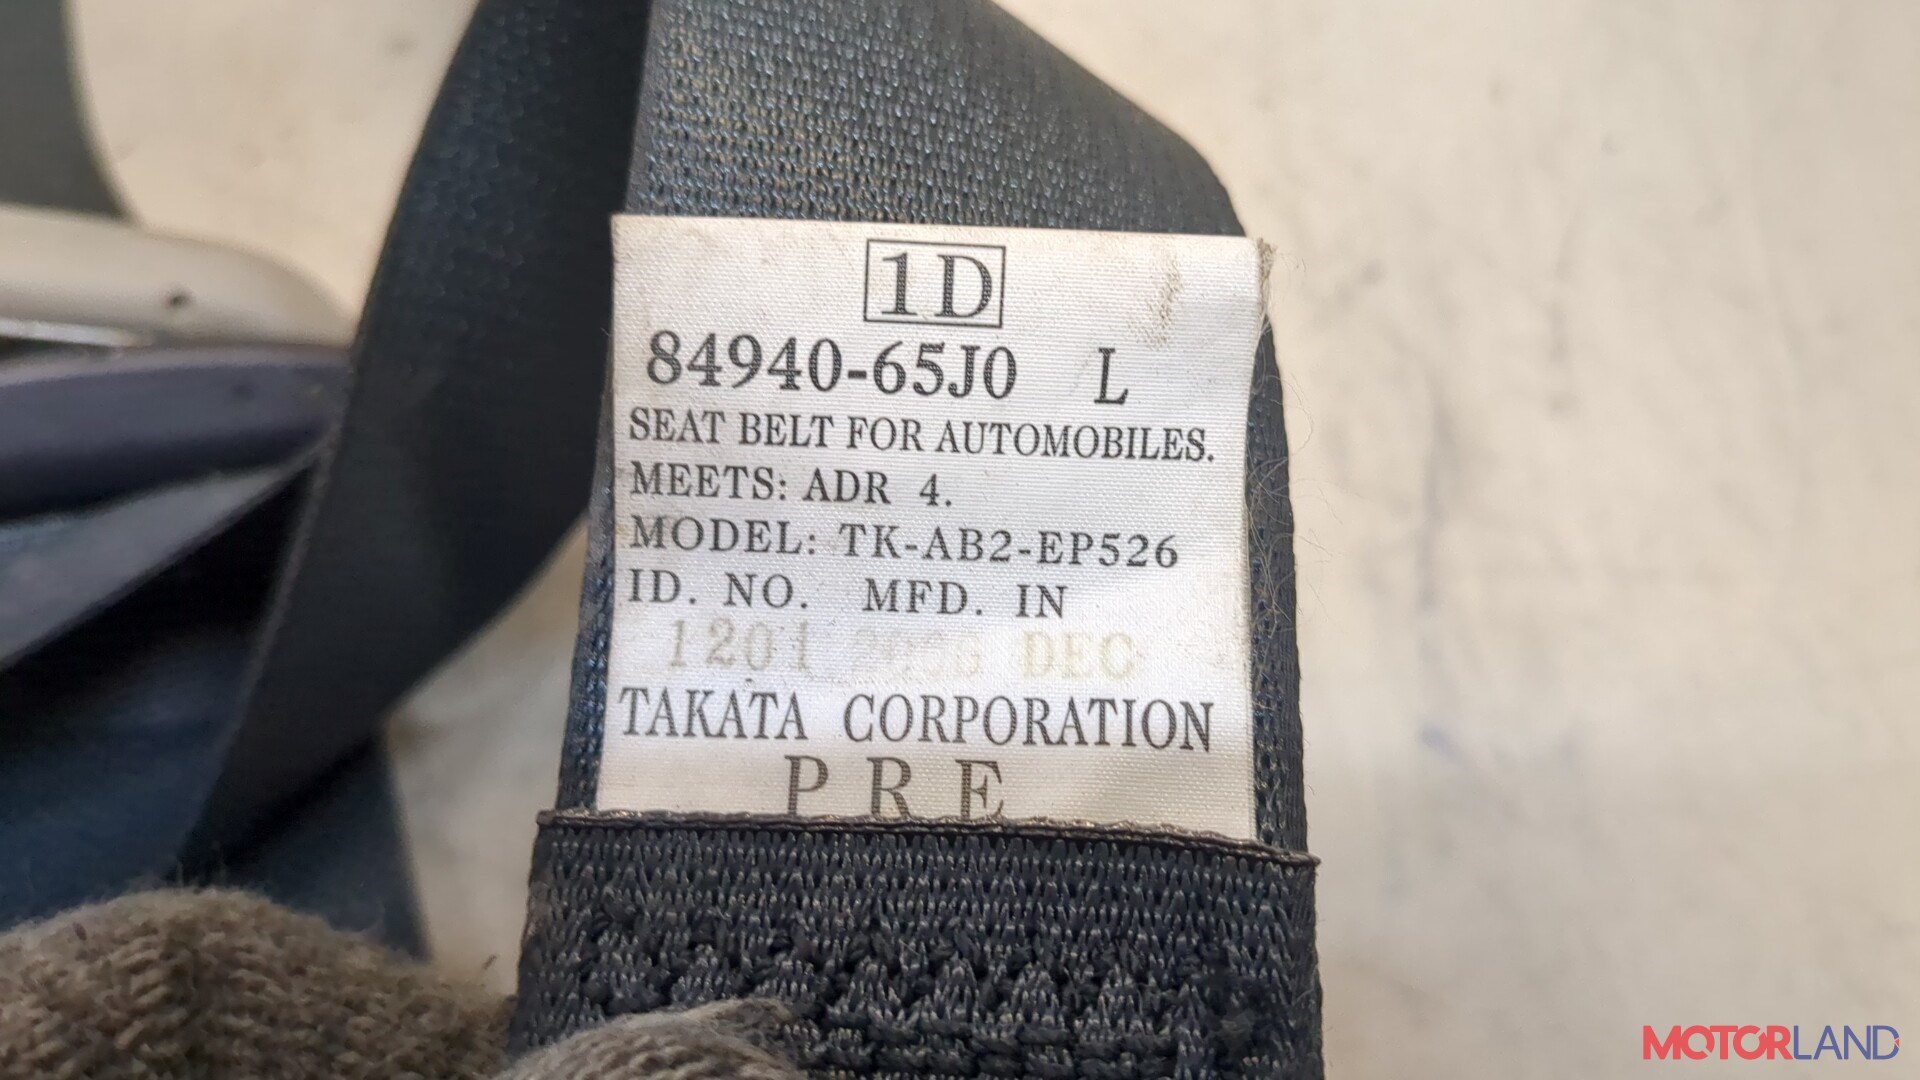 1D
84940-65J0 L
SEAT BELT FOR AUTOMOBILES.
MEETS: ADR 4.
MODEL: TK-AB2-EP526
ID. NO. MFD. IN
1201 DEC
TAKATA CORPORATION
PRE
MOTORLAND